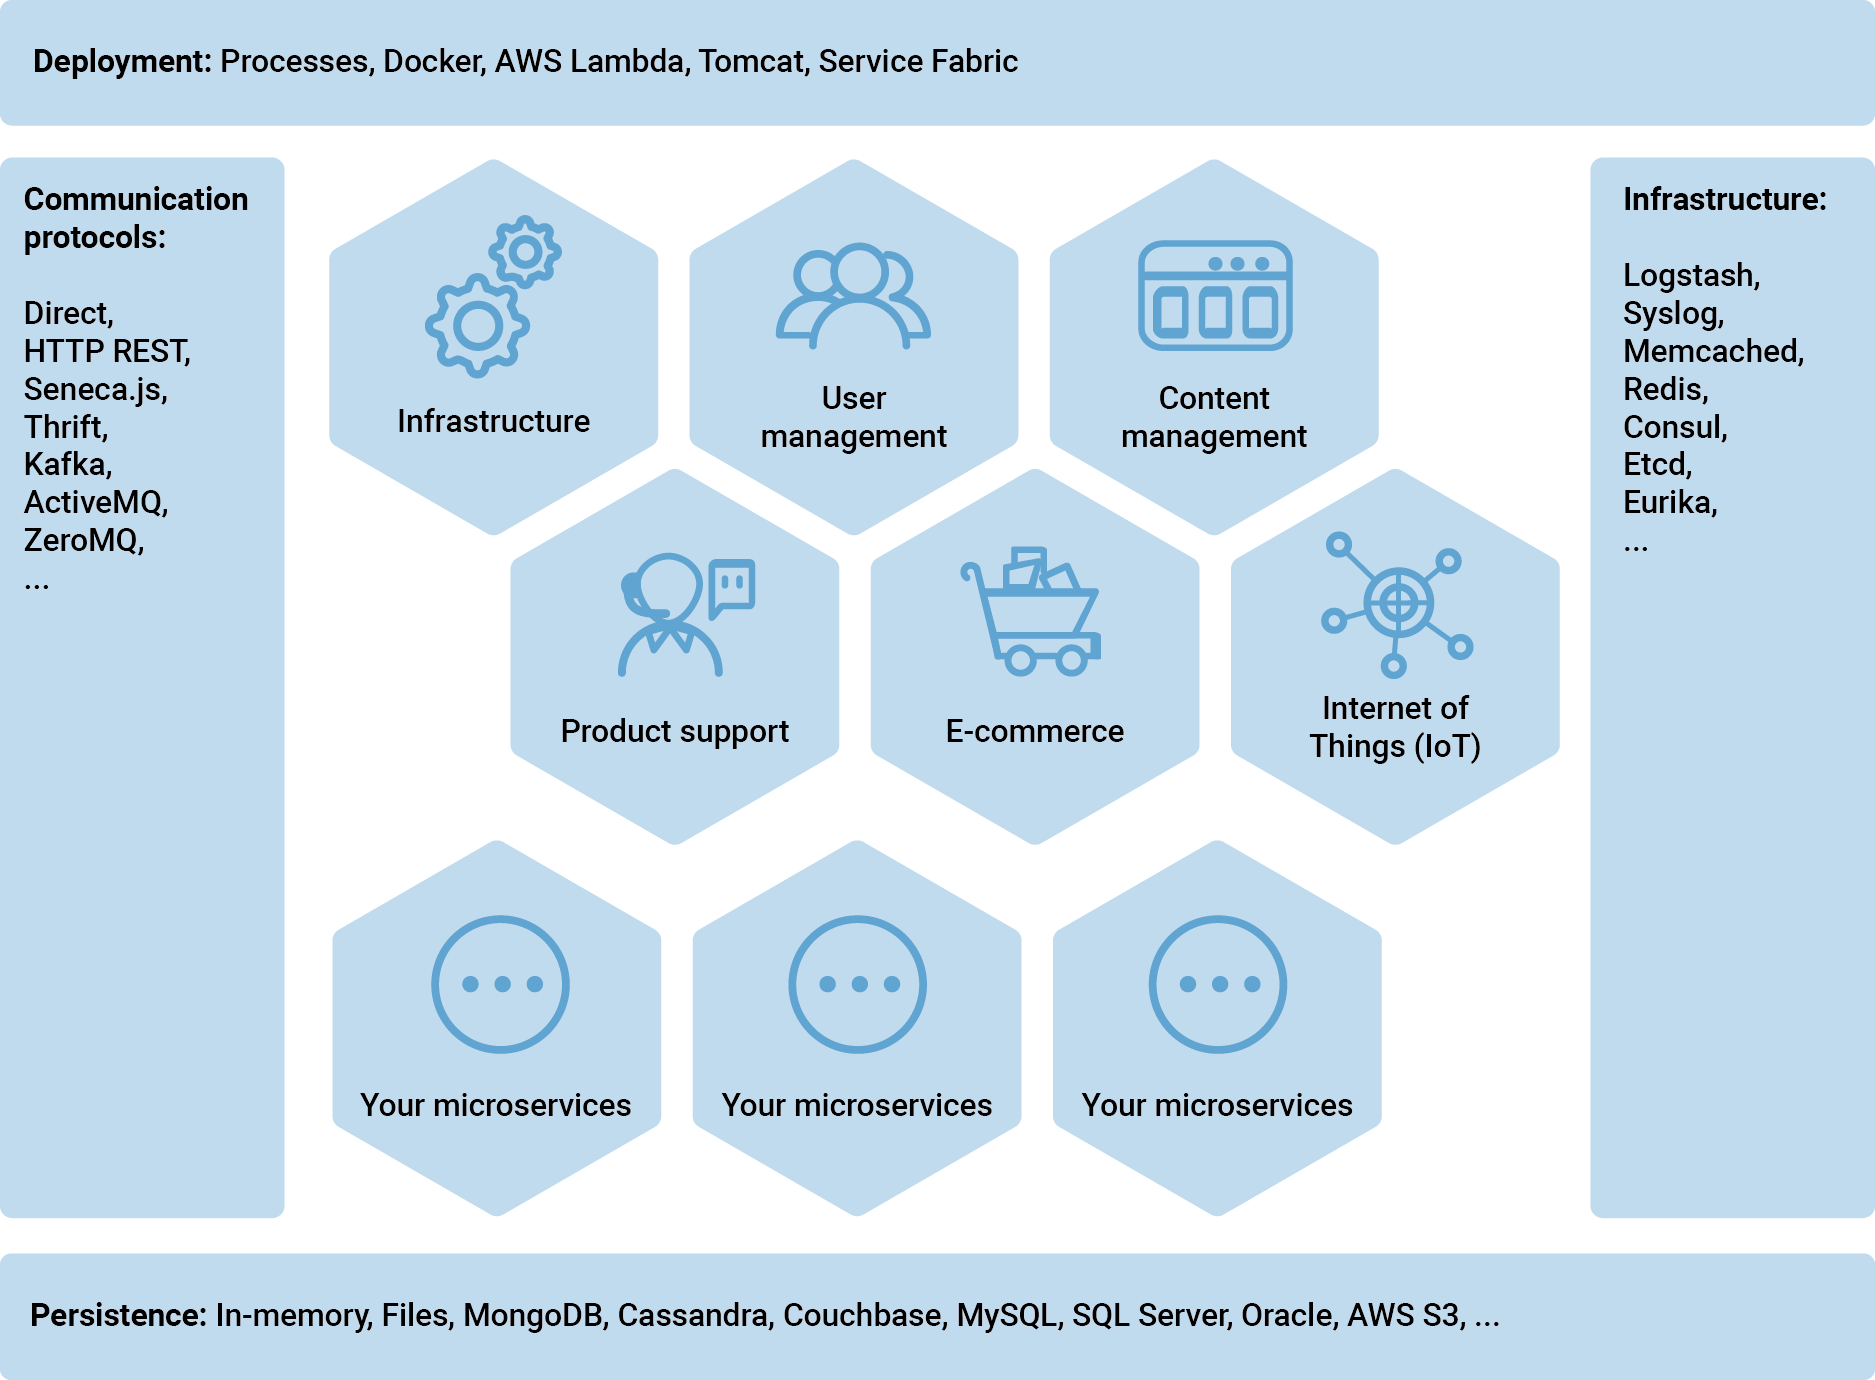 Deployment: Processes, Docker, AWS Lambda, Tomcat, Service Fabric
Communication
protocols:
Direct,
HTTP REST,
Seneca.js,
Thrift,
Kafka,
ActiveMQ,
ZeroMQ,
...
Infrastructure
User
management
Content
management
Product support
E-commerce
Internet of
Things (IoT)
Your microservices
Your microservices
Your microservices
Infrastructure:
Logstash,
Syslog,
Memcached,
Redis,
Consul,
Etcd,
Eurika,
...
Persistence: In-memory, Files, MongoDB, Cassandra, Couchbase, MySQL, SQL Server, Oracle, AWS S3, ...